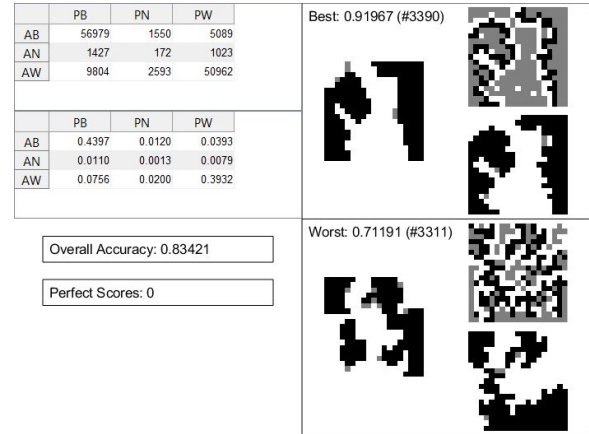 PB PN PW
AB 56979 1550 5089
AN 1427 172 1023
AW 9804 2593 50962
PB PN PW
AB 0.4397 0.0120 0.0393
AN 0.0110 0.0013 0.0079
AW 0.0756 0.0200 0.3932
Overall Accuracy: 0.83421
Perfect Scores: 0
Best: 0.91967 (#3390)
Worst: 0.71191 (#3311)